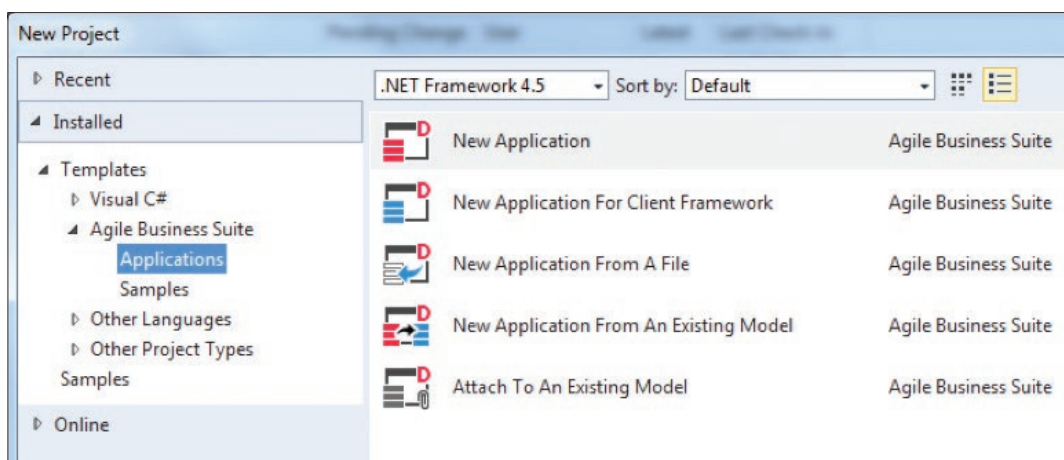 New Project
Recent
Installed
Templates
Visual C#
Agile Business Suite
Applications
Samples
Other Languages
Other Project Types
Samples
Online
.NET Framework 4.5 Sort by: Default
New Application Agile Business Suite
New Application For Client Framework Agile Business Suite
New Application From A File Agile Business Suite
New Application From An Existing Model Agile Business Suite
Attach To An Existing Model Agile Business Suite